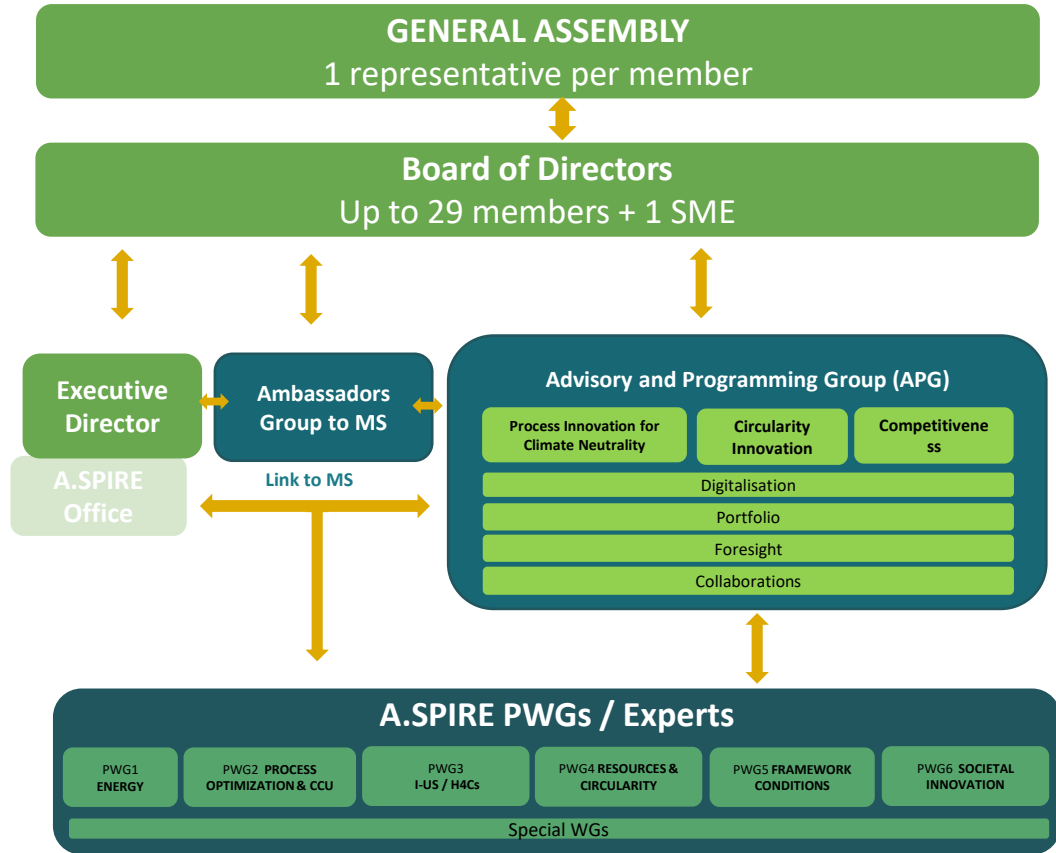 GENERAL ASSEMBLY
1 representative per member
Board of Directors
Up to 29 members + 1 SME
Executive
Director
A.SPIRE
Office
Ambassadors
Group to MS
Link to MS
Advisory and Programming Group (APG)
Process Innovation for
Climate Neutrality
Circularity
Innovation
Competitivene
ss
Digitalisation
Portfolio
Foresight
Collaborations
A.SPIRE PWGs / Experts
PWG1
ENERGY
PWG2 PROCESS
OPTIMIZATION & CCU
PWG3
I-US / H4Cs
PWG4 RESOURCES &
CIRCULARITY
PWG5 FRAMEWORK
CONDITIONS
PWG6 SOCIETAL
INNOVATION
Special WGs